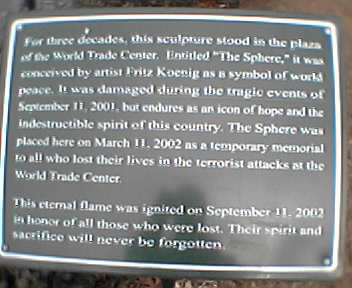 For three decades, this sculpture stood in the plaza
of the World Trade Center. Entitled "The Sphere," it was
conceived by artist Fritz Koenig as a symbol of world
peace. It was damaged during the tragic events of
September 11, 2001, but endures as an icon of hope and the
indestructible spirit of this country. The Sphere was
placed here on March 11, 2002 as a temporary memorial
to all who lost their lives in the terrorist attacks at the
World Trade Center.
This eternal flame was ignited on September 11, 2002
in honor of all those who were lost. Their spirit and
sacrifice will never be forgotten.